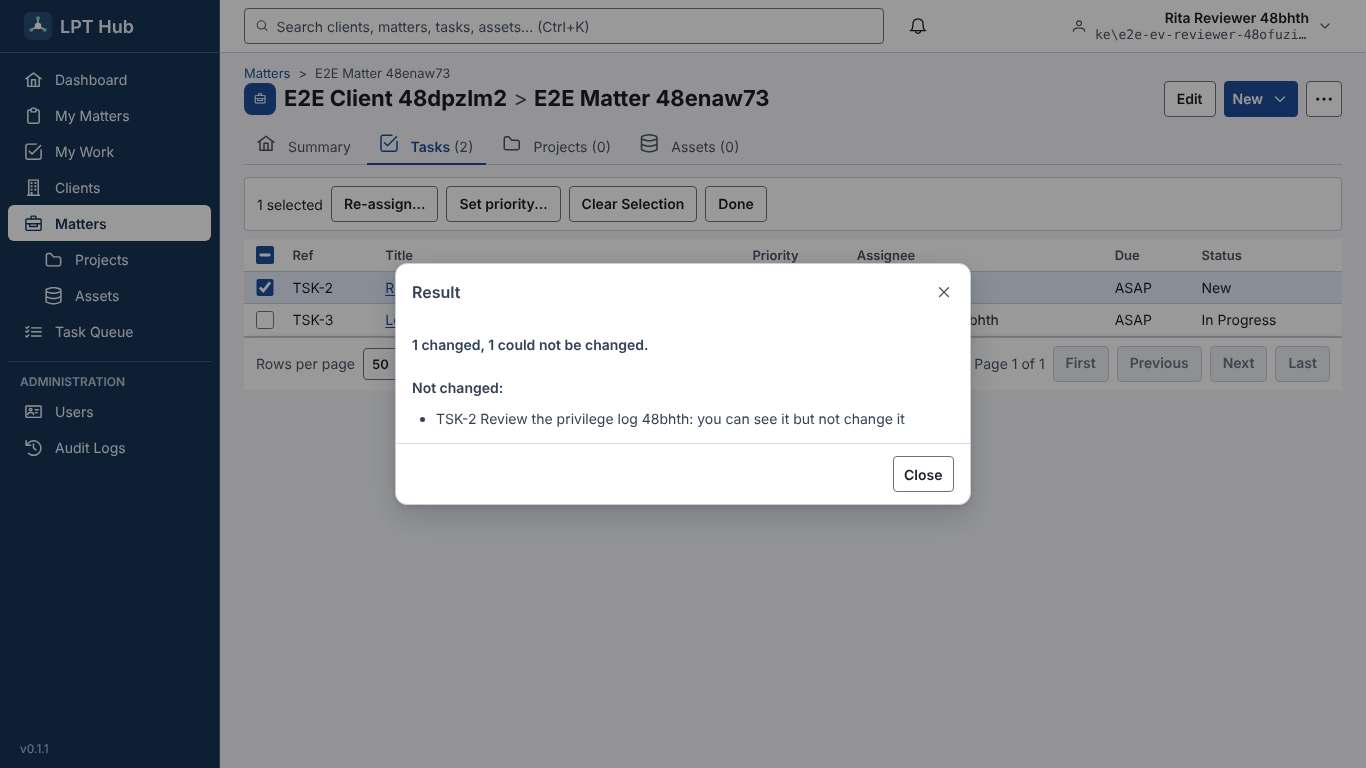 LPT Hub
Search clients, matters, tasks, assets... (Ctrl+K)
Rita Reviewer 48bhth
ke\e2e-ev-reviewer-48ofuzi…
Dashboard
My Matters
My Work
Clients
Matters
Projects
Assets
Task Queue
ADMINISTRATION
Users
Audit Logs
v0.1.1
Matters > E2E Matter 48enaw73
E2E Client 48dpzlm2 > E2E Matter 48enaw73
Edit
New
Summary
Tasks (2)
Projects (0)
Assets (0)
1 selected
Re-assign...
Set priority...
Clear Selection
Done
Ref Title Priority Assignee Due Status
TSK-2 R ASAP New
TSK-3 bhth ASAP In Progress
Rows per page 50 Page 1 of 1 First Previous Next Last
Result
1 changed, 1 could not be changed.
Not changed:
• TSK-2 Review the privilege log 48bhth: you can see it but not change it
Close